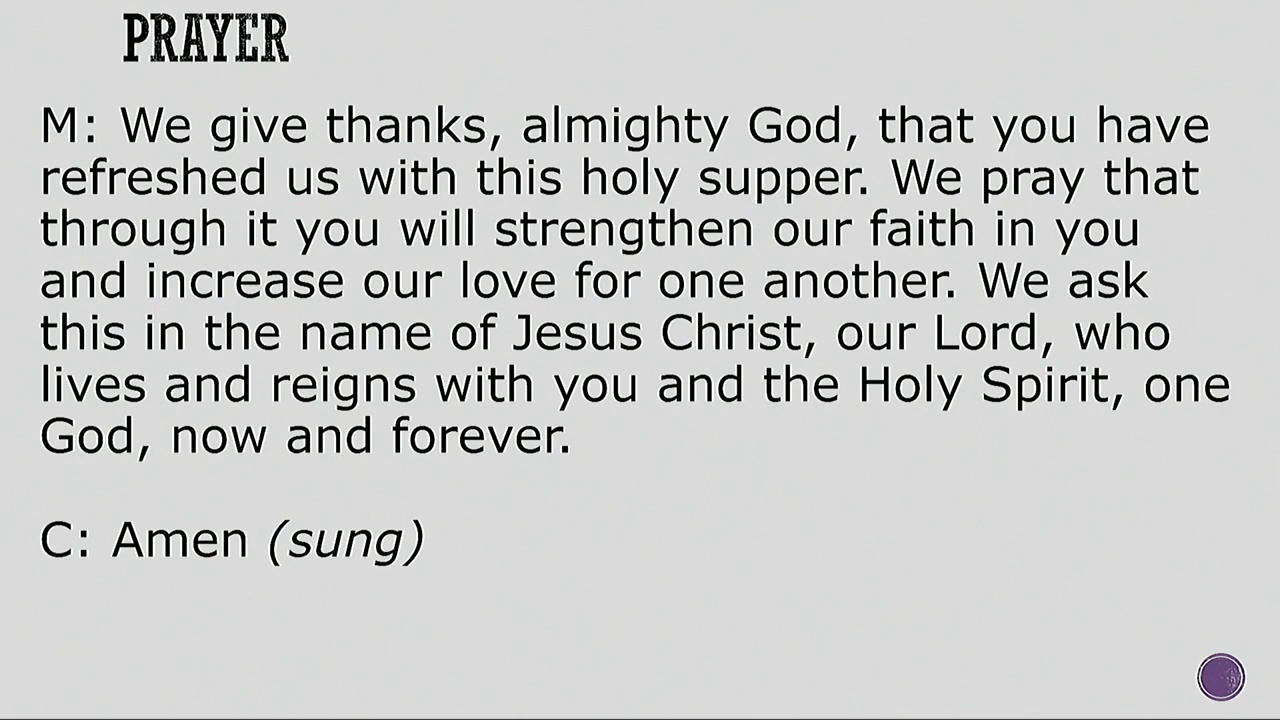 PRAYER
M: We give thanks, almighty God, that you have
refreshed us with this holy supper. We pray that
through it you will strengthen our faith in you
and increase our love for one another. We ask
this in the name of Jesus Christ, our Lord, who
lives and reigns with you and the Holy Spirit, one
God, now and forever.
C: Amen (sung)